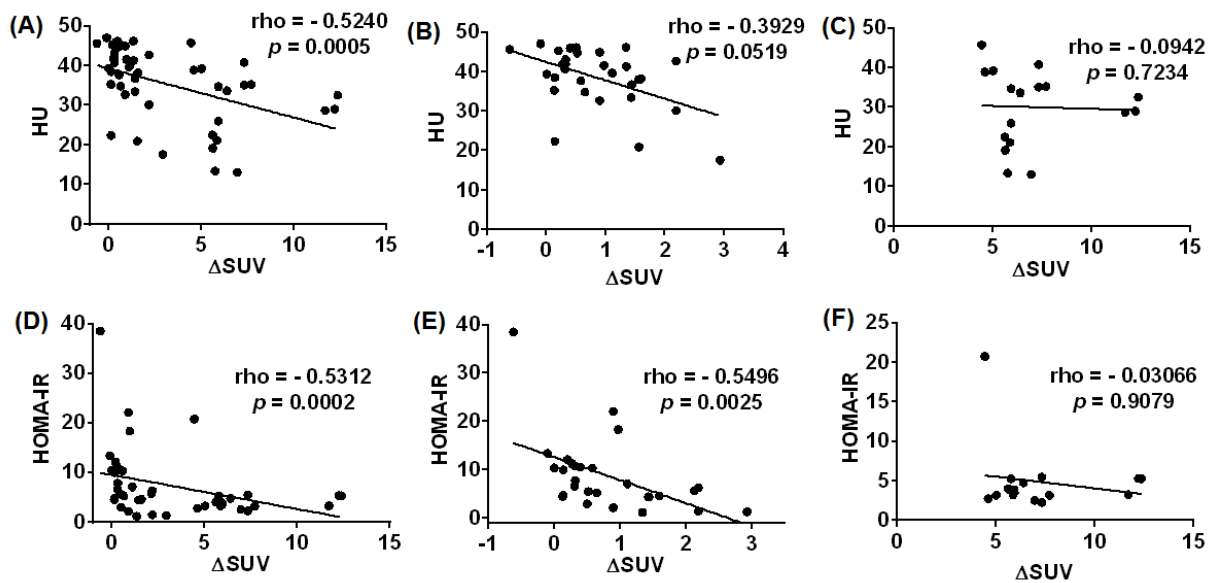 (A)
rho = - 0.5240
p = 0.0005
HU
50
40
30
20
10
0
0 5 10 15
ΔSUV
(B)
rho = - 0.3929
p = 0.0519
HU
50
40
30
20
10
0
-1 0 1 2 3 4
ΔSUV
(C)
rho = - 0.0942
p = 0.7234
HU
50
40
30
20
10
0
0 5 10 15
ΔSUV
(D)
rho = - 0.5312
p = 0.0002
HOMA-IR
40
30
20
10
0
0 5 10 15
ΔSUV
(E)
rho = - 0.5496
p = 0.0025
HOMA-IR
40
30
20
10
0
-1 0 1 2 3
ΔSUV
(F)
rho = - 0.03066
p = 0.9079
HOMA-IR
25
20
15
10
5
0
0 5 10 15
ΔSUV